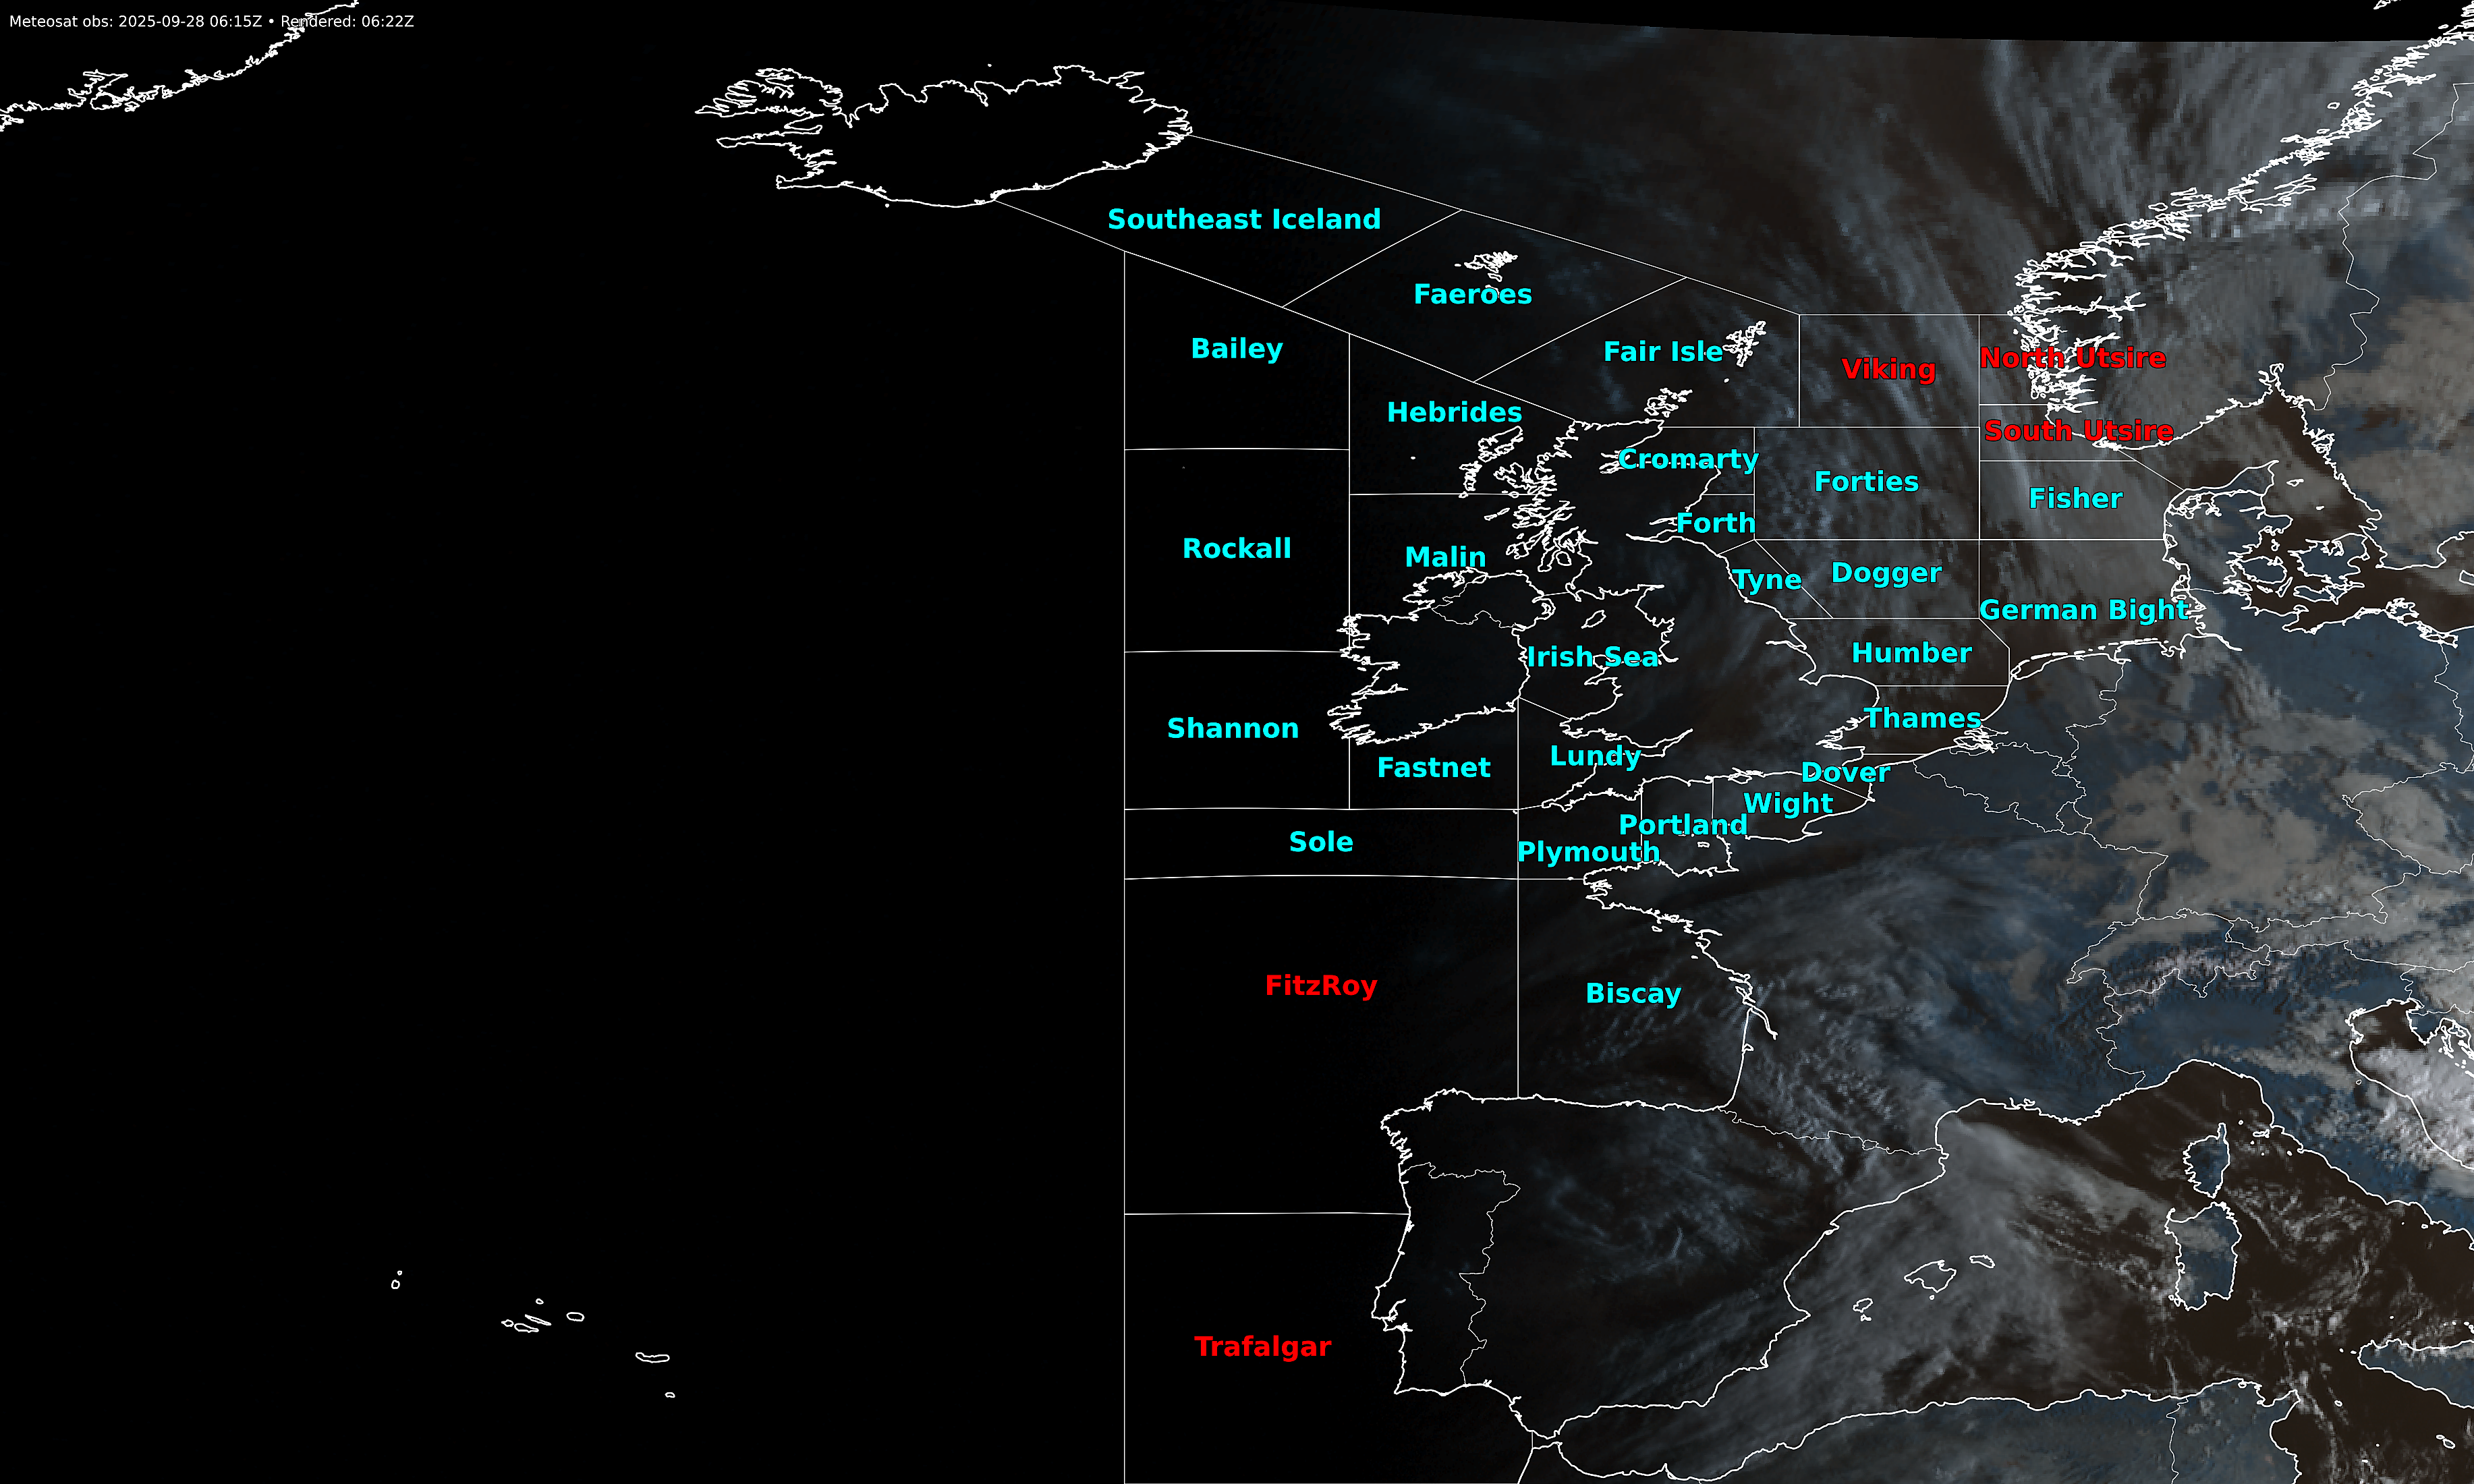 Meteosat obs: 2025-09-28 06:15Z • Rendered: 06:22Z
Southeast Iceland
Faeroes
Bailey
Fair Isle
Viking
North Utsire
Hebrides
South Utsire
Cromarty
Forties
Fisher
Rockall
Forth
Malin
Tyne
Dogger
German Bight
Irish Sea
Humber
Shannon
Thames
Fastnet
Lundy
Dover
Wight
Portland
Sole
Plymouth
FitzRoy
Biscay
Trafalgar